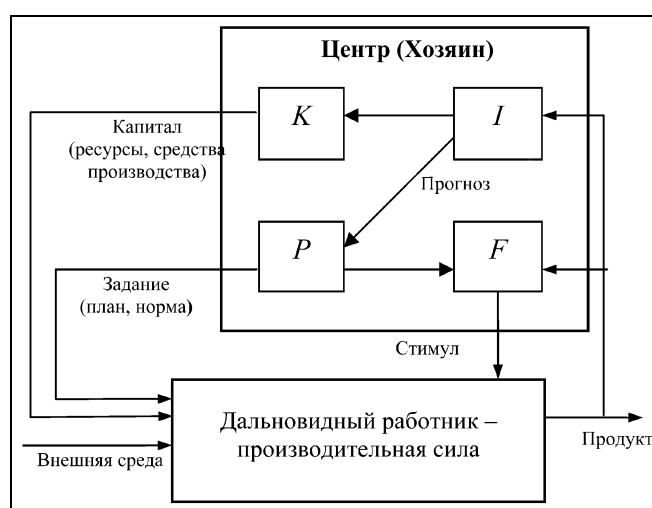 Центр (Хозяин)
K
I
Капитал
(ресурсы, средства
производства)
Прогноз
P
F
Задание
(план, норма)
Стимул
Дальновидный работник –
производительная сила
Продукт
Внешняя среда